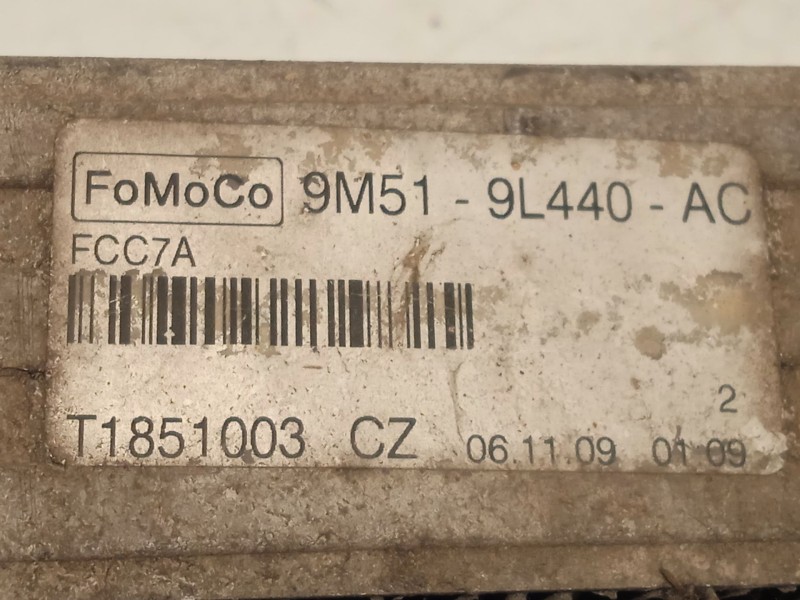 FoMoCo 9M51 - 9L440 - AC
FCC7A
2
T1851003 CZ 06.11.09 01 09